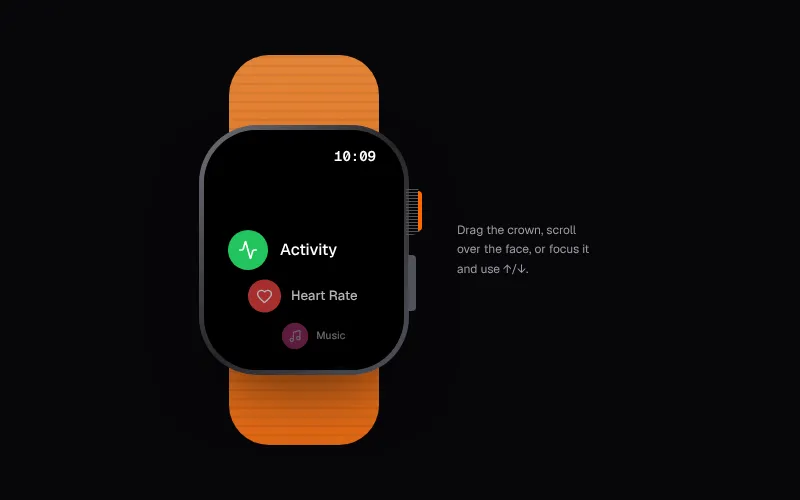 10:09
Activity
Heart Rate
Music
Drag the crown, scroll
over the face, or focus it
and use ↑/↓.